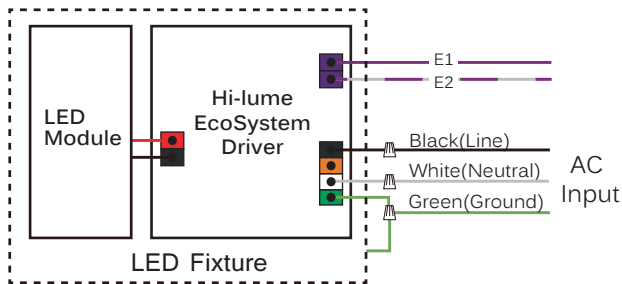 E1
E2
LED
Module
Hi-lume
EcoSystem
Driver
Black(Line)
White(Neutral)
Green(Ground)
AC
Input
LED Fixture